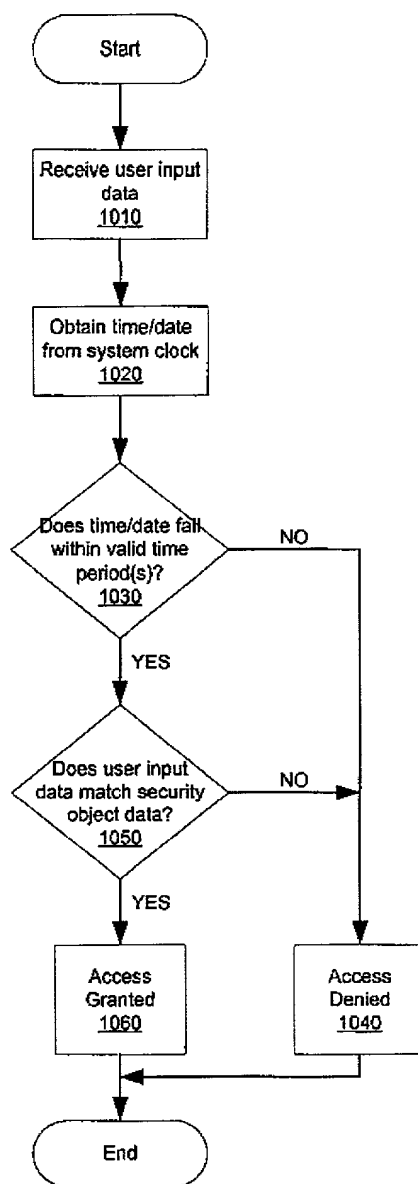 Start
Receive user input
data
1010
Obtain time/date
from system clock
1020
Does time/date fall
within valid time
period(s)?
1030
NO
YES
Does user input
data match security
object data?
1050
NO
YES
Access
Granted
1060
Access
Denied
1040
End